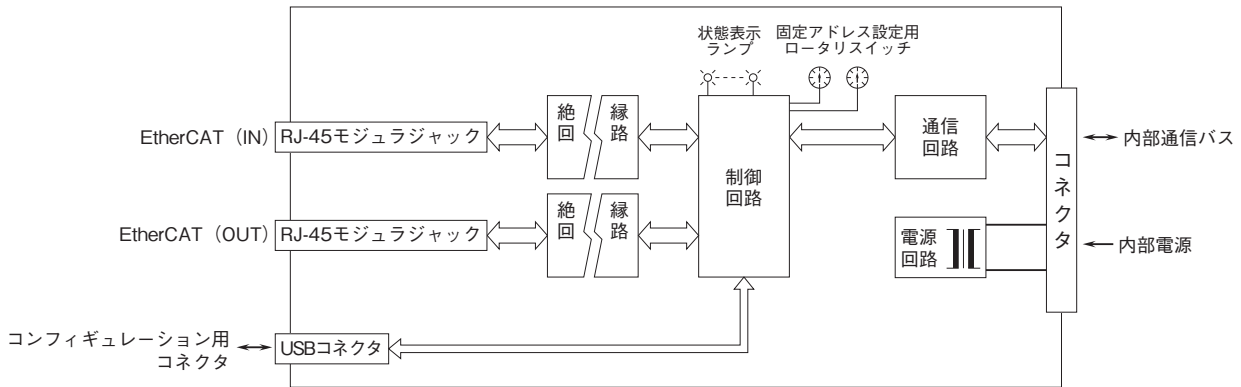 状態表示
ランプ
固定アドレス設定用
ロータリスイッチ
EtherCAT（IN）
RJ-45モジュラジャック
絶 縁
回 路
制御
回路
通信
回路
コネクタ
内部通信バス
EtherCAT（OUT）
RJ-45モジュラジャック
絶 縁
回 路
電源
回路
内部電源
コンフィギュレーション用
コネクタ
USBコネクタ